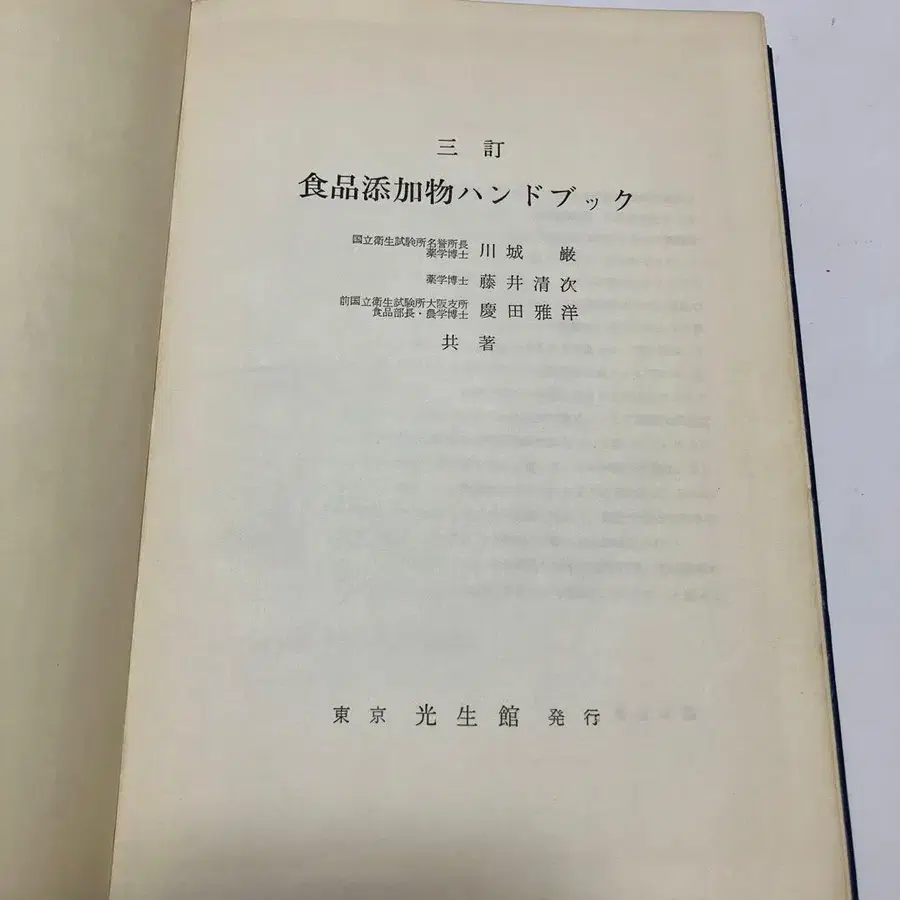 三訂
食品添加物ハンドブック
国立衛生試験所名誉所長
薬学博士 川城 巌
薬学博士 藤井清次
前国立衛生試験所大阪支所
食品部長・農学博士 慶田雅洋
共著
東京 光生館 発行